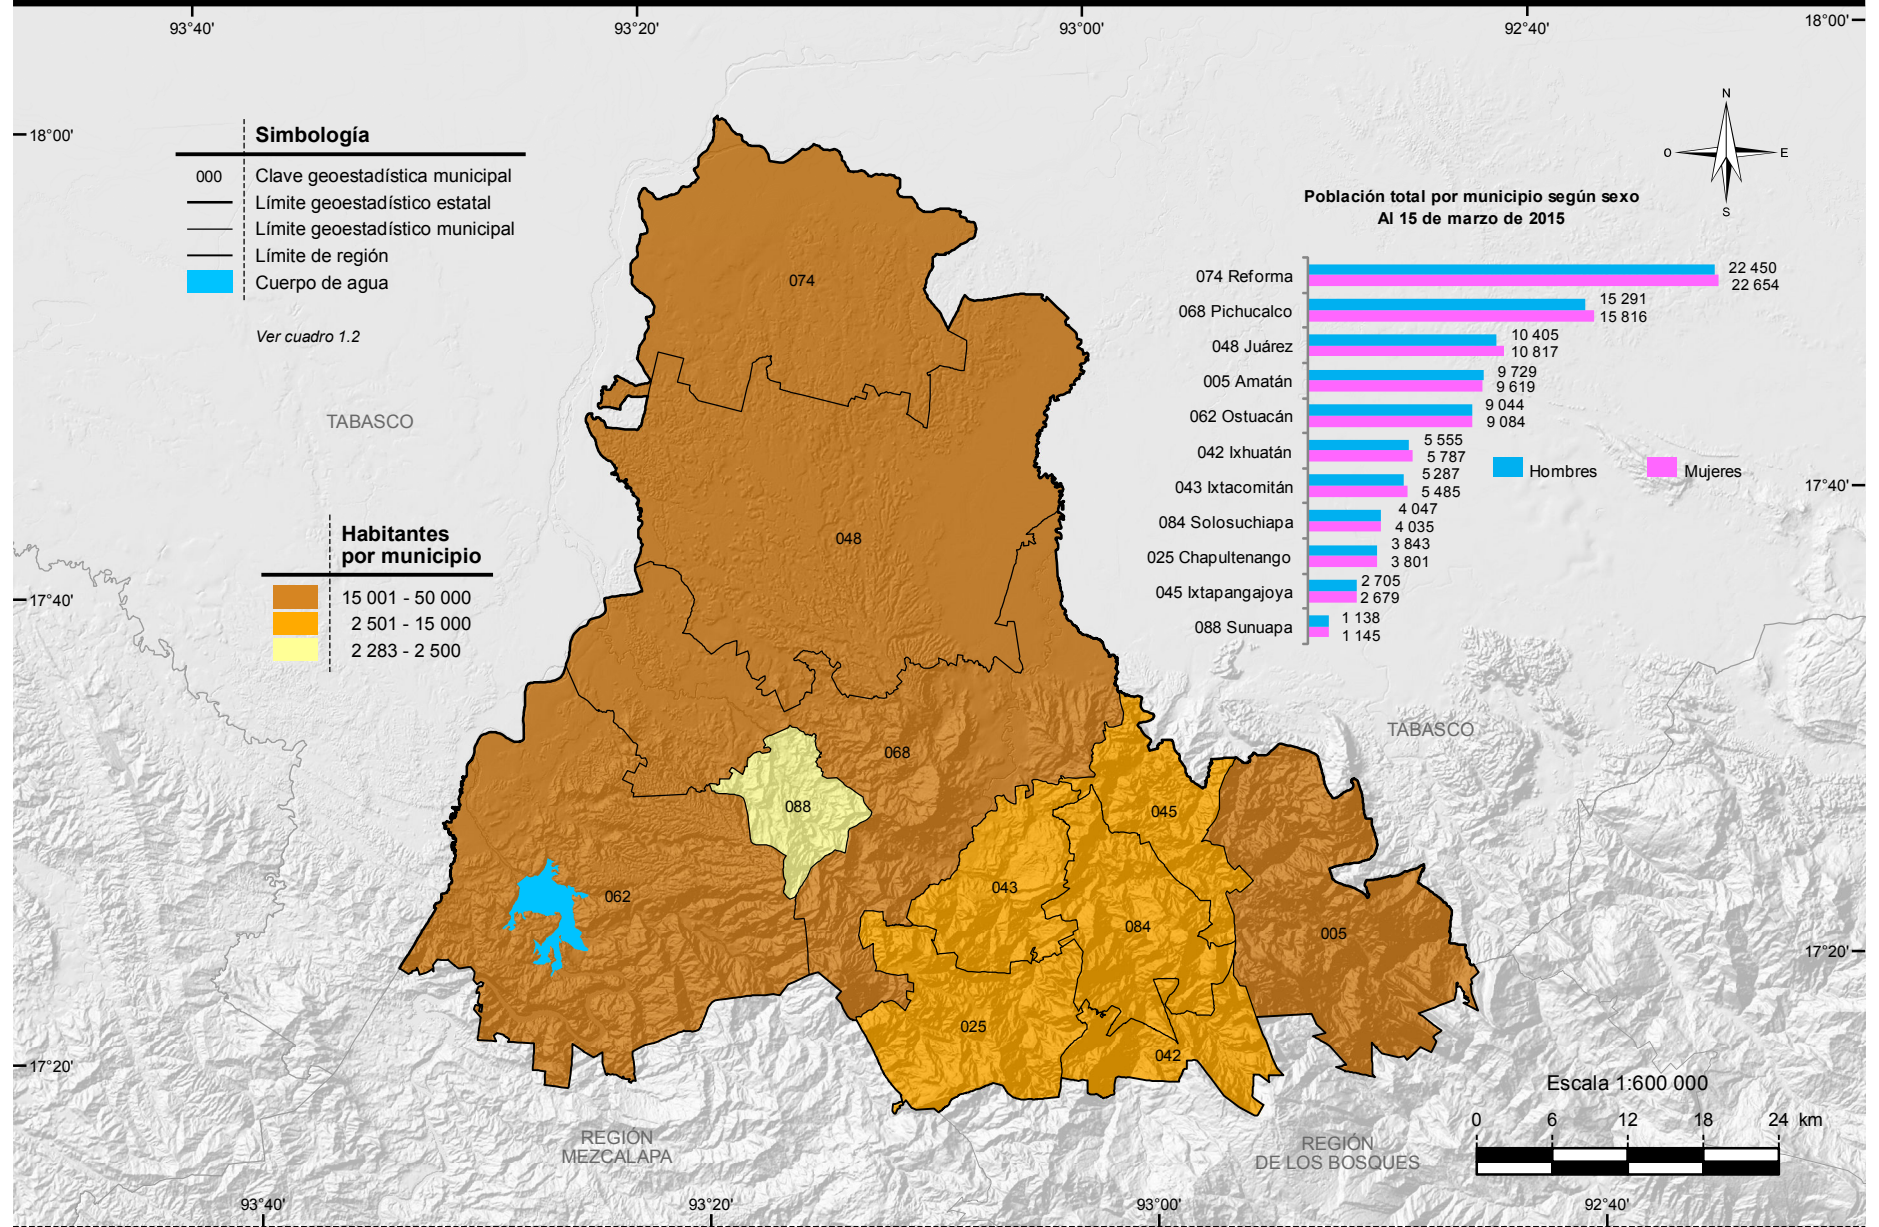 93°40'
93°20'
93°00'
92°40'
18°00'
18°00'
Simbología
000 Clave geoestadística municipal
Límite geoestadístico estatal
Límite geoestadístico municipal
Límite de región
Cuerpo de agua
Ver cuadro 1.2
N
O
E
S
Población total por municipio según sexo
Al 15 de marzo de 2015
074 Reforma 22 450
22 654
068 Pichucalco 15 291
15 816
048 Juárez 10 405
10 817
005 Amatán 9 729
9 619
062 Ostuacán 9 044
9 084
042 Ixhuatán 5 555
5 787
043 Ixtacomitán 5 287
5 485
084 Solosuchiapa 4 047
4 035
025 Chapultenango 3 843
3 801
045 Ixtapangajoya 2 705
2 679
088 Sunuapa 1 138
1 145
Hombres
Mujeres
TABASCO
17°40'
Habitantes
por municipio
15 001 - 50 000
2 501 - 15 000
2 283 - 2 500
17°40'
074
048
068
088
045
062
043
084
005
025
042
TABASCO
17°20'
17°20'
REGIÓN
MEZCALAPA
REGIÓN
DE LOS BOSQUES
Escala 1:600 000
0 6 12 18 24 km
93°40'
93°20'
93°00'
92°40'